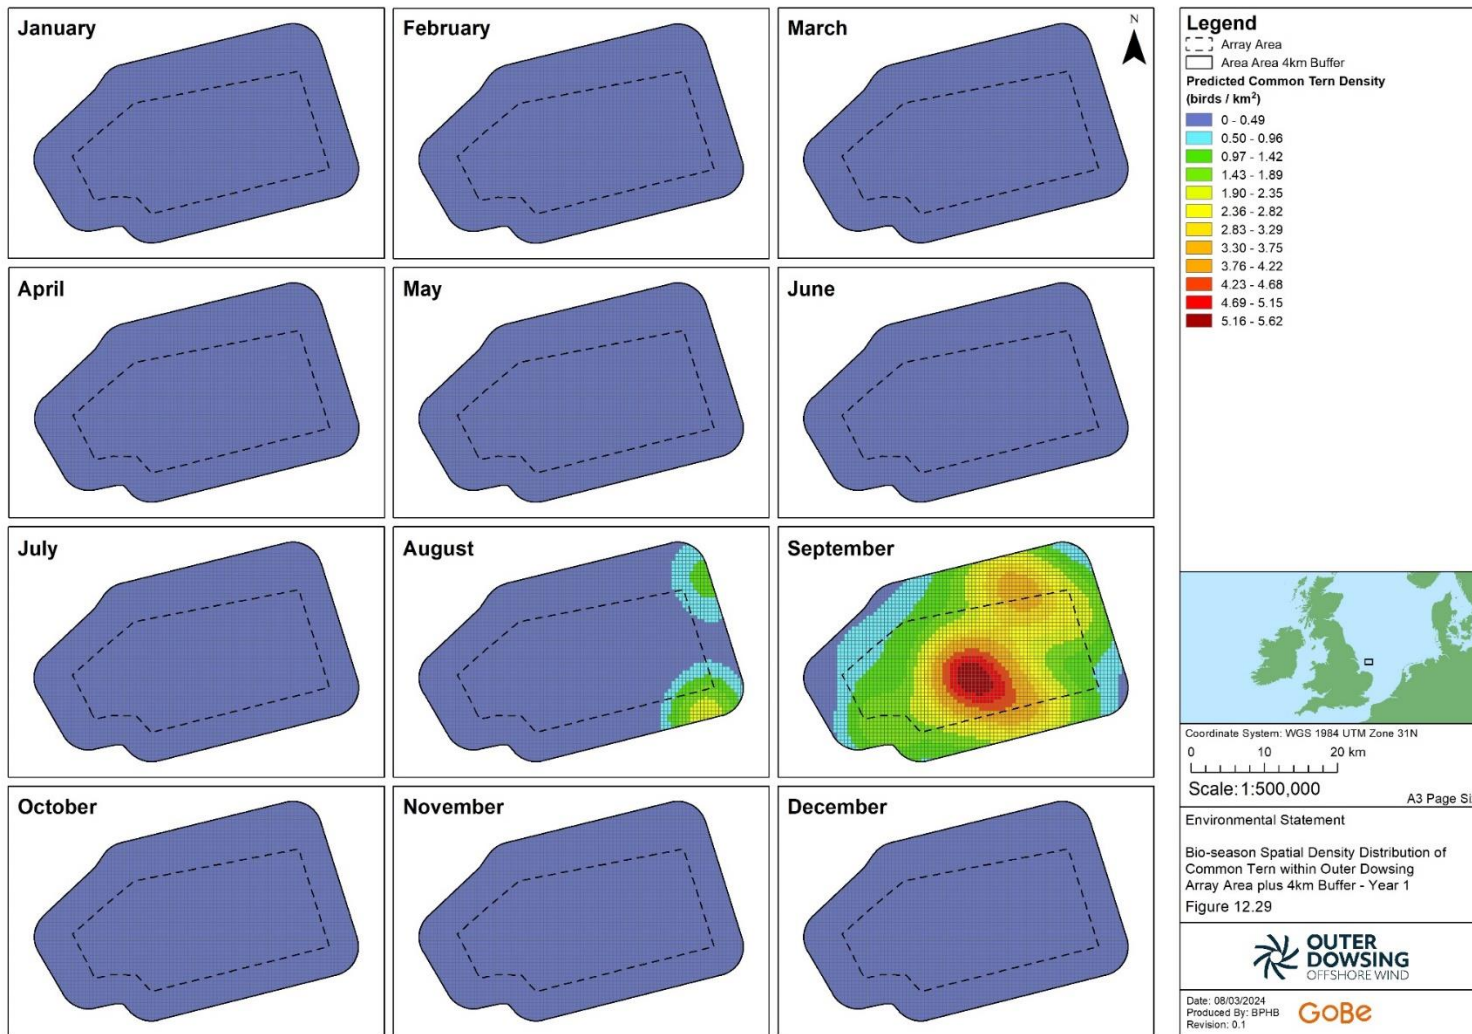 January
February
March
N
April
May
June
July
August
September
October
November
December
Legend
Array Area
Area Area 4km Buffer
Predicted Common Tern Density
(birds / km²)
0 - 0.49
0.50 - 0.96
0.97 - 1.42
1.43 - 1.89
1.90 - 2.35
2.36 - 2.82
2.83 - 3.29
3.30 - 3.75
3.76 - 4.22
4.23 - 4.68
4.69 - 5.15
5.16 - 5.62
Coordinate System: WGS 1984 UTM Zone 31N
0 10 20 km
Scale: 1:500,000
A3 Page Si
Environmental Statement
Bio-season Spatial Density Distribution of
Common Tern within Outer Dowsing
Array Area plus 4km Buffer - Year 1
Figure 12.29
OUTER
DOWSING
OFFSHORE WIND
Date: 08/03/2024
Produced By: BPHB
Revision: 0.1
GoBe